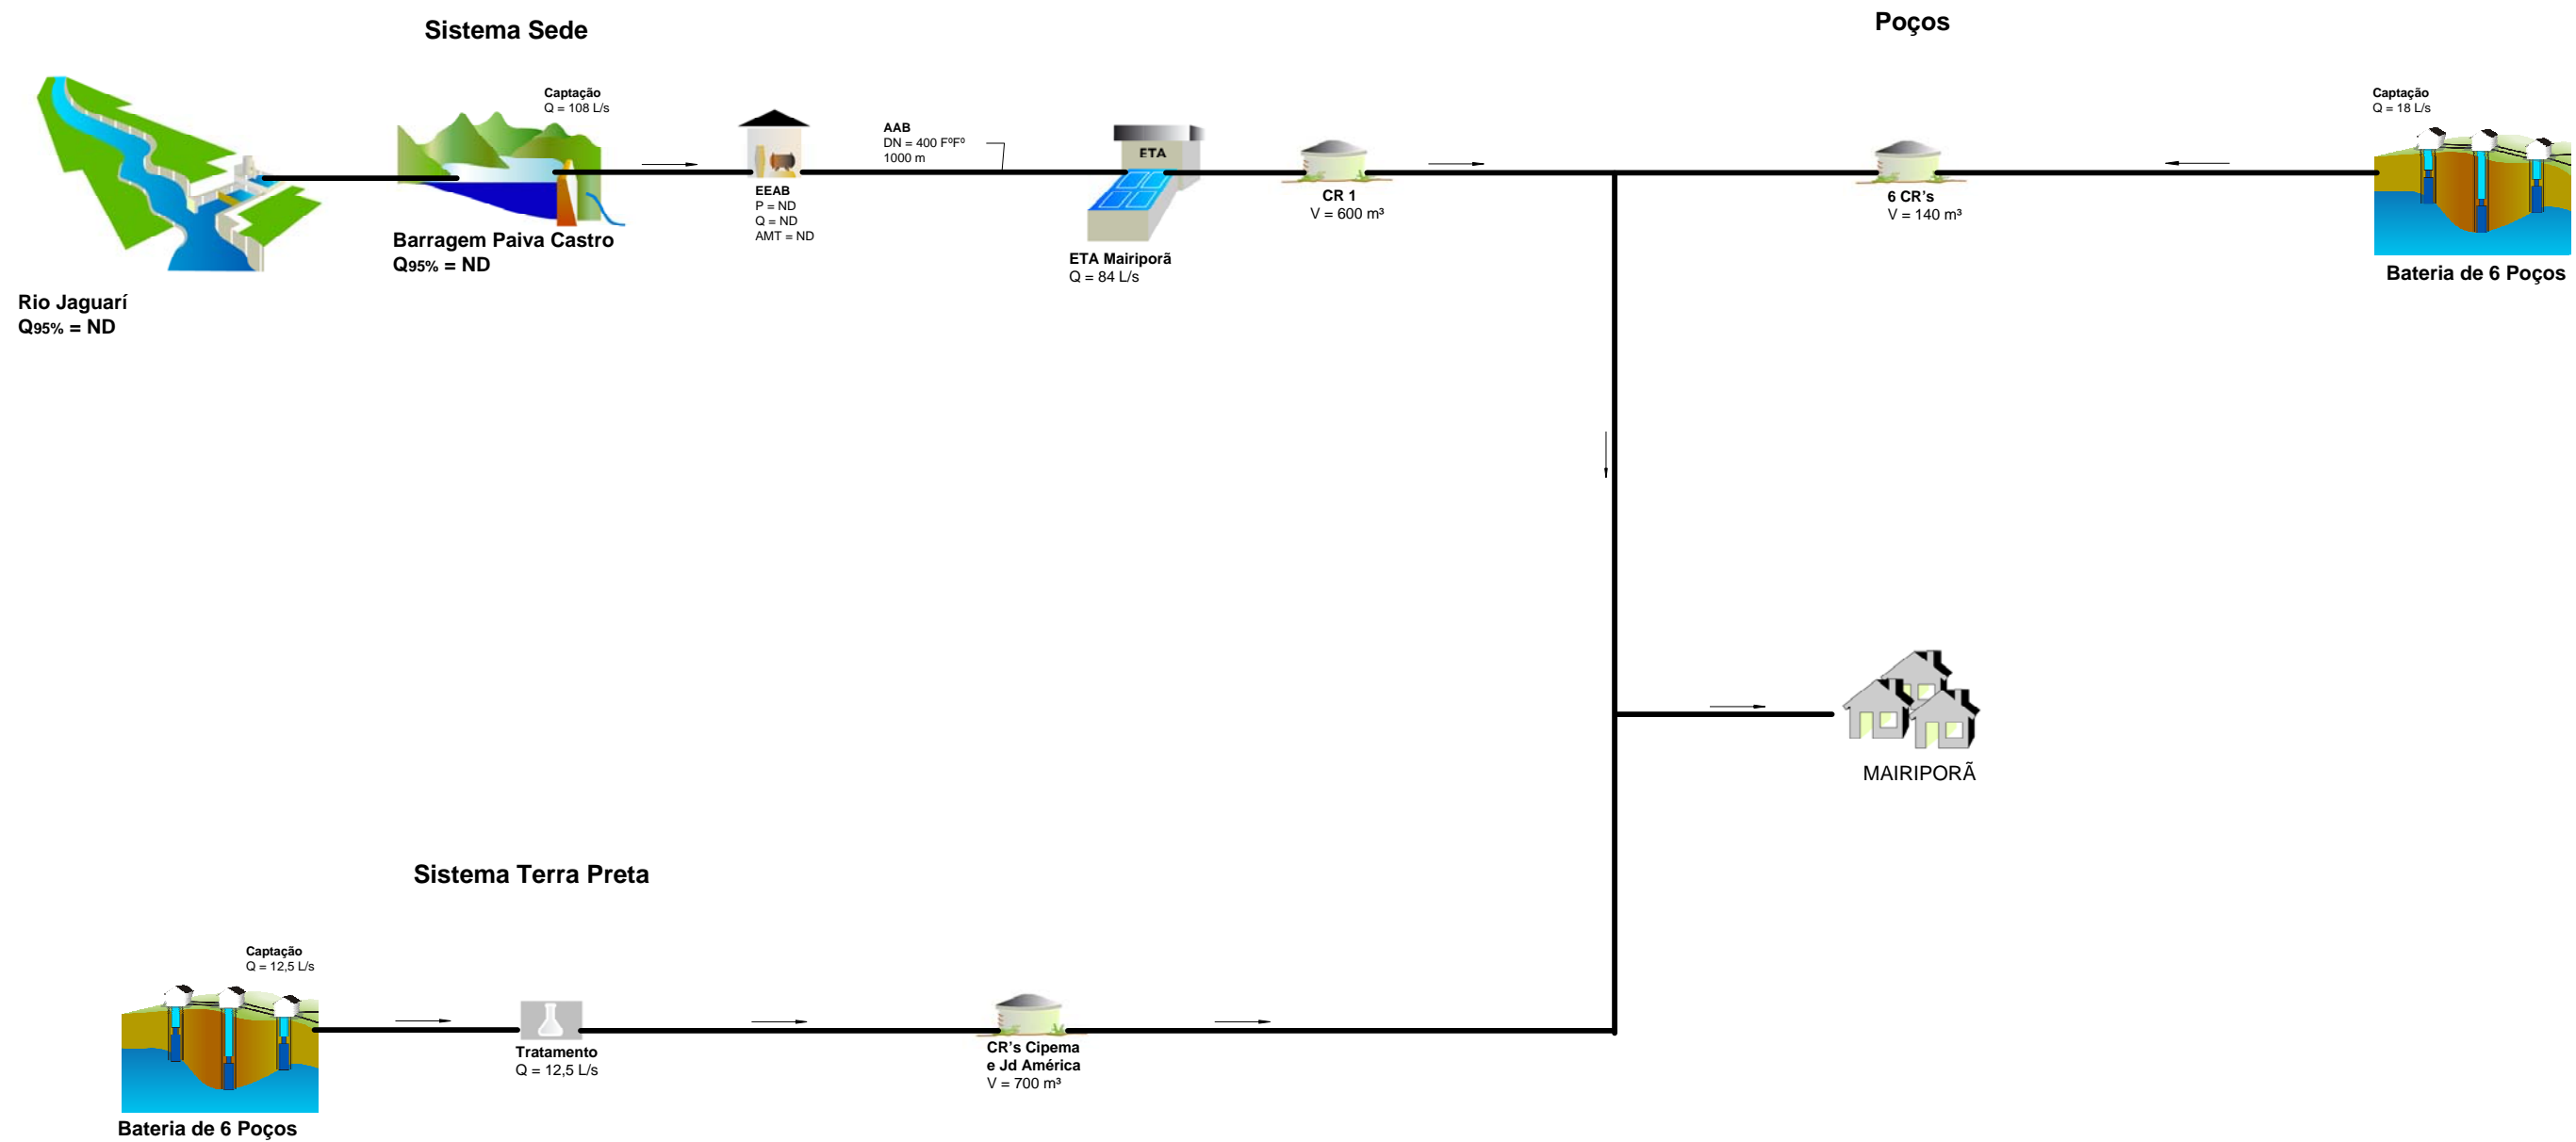 Sistema Sede
Poços
Captação
Q = 108 L/s
Captação
Q = 18 L/s
AAB
DN = 400 FºFº
1000 m
ETA
EEAB
P = ND
Q = ND
AMT = ND
CR 1
V = 600 m³
6 CR's
V = 140 m³
Barragem Paiva Castro
Q95% = ND
ETA Mairiporã
Q = 84 L/s
Bateria de 6 Poços
Rio Jaguarí
Q95% = ND
MAIRIPORÃ
Sistema Terra Preta
Captação
Q = 12,5 L/s
Tratamento
Q = 12,5 L/s
CR's Cipema
e Jd América
V = 700 m³
Bateria de 6 Poços